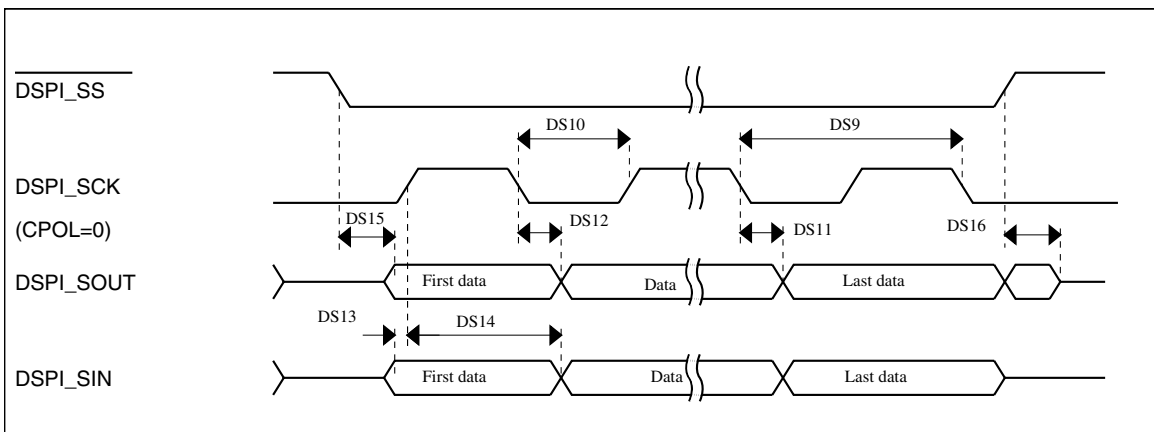 DSPI_SS
DS10
DS9
DSPI_SCK
(CPOL=0)
DS15
DS12
DS11
DS16
DSPI_SOUT
First data
Data
Last data
DS13
DS14
DSPI_SIN
First data
Data
Last data